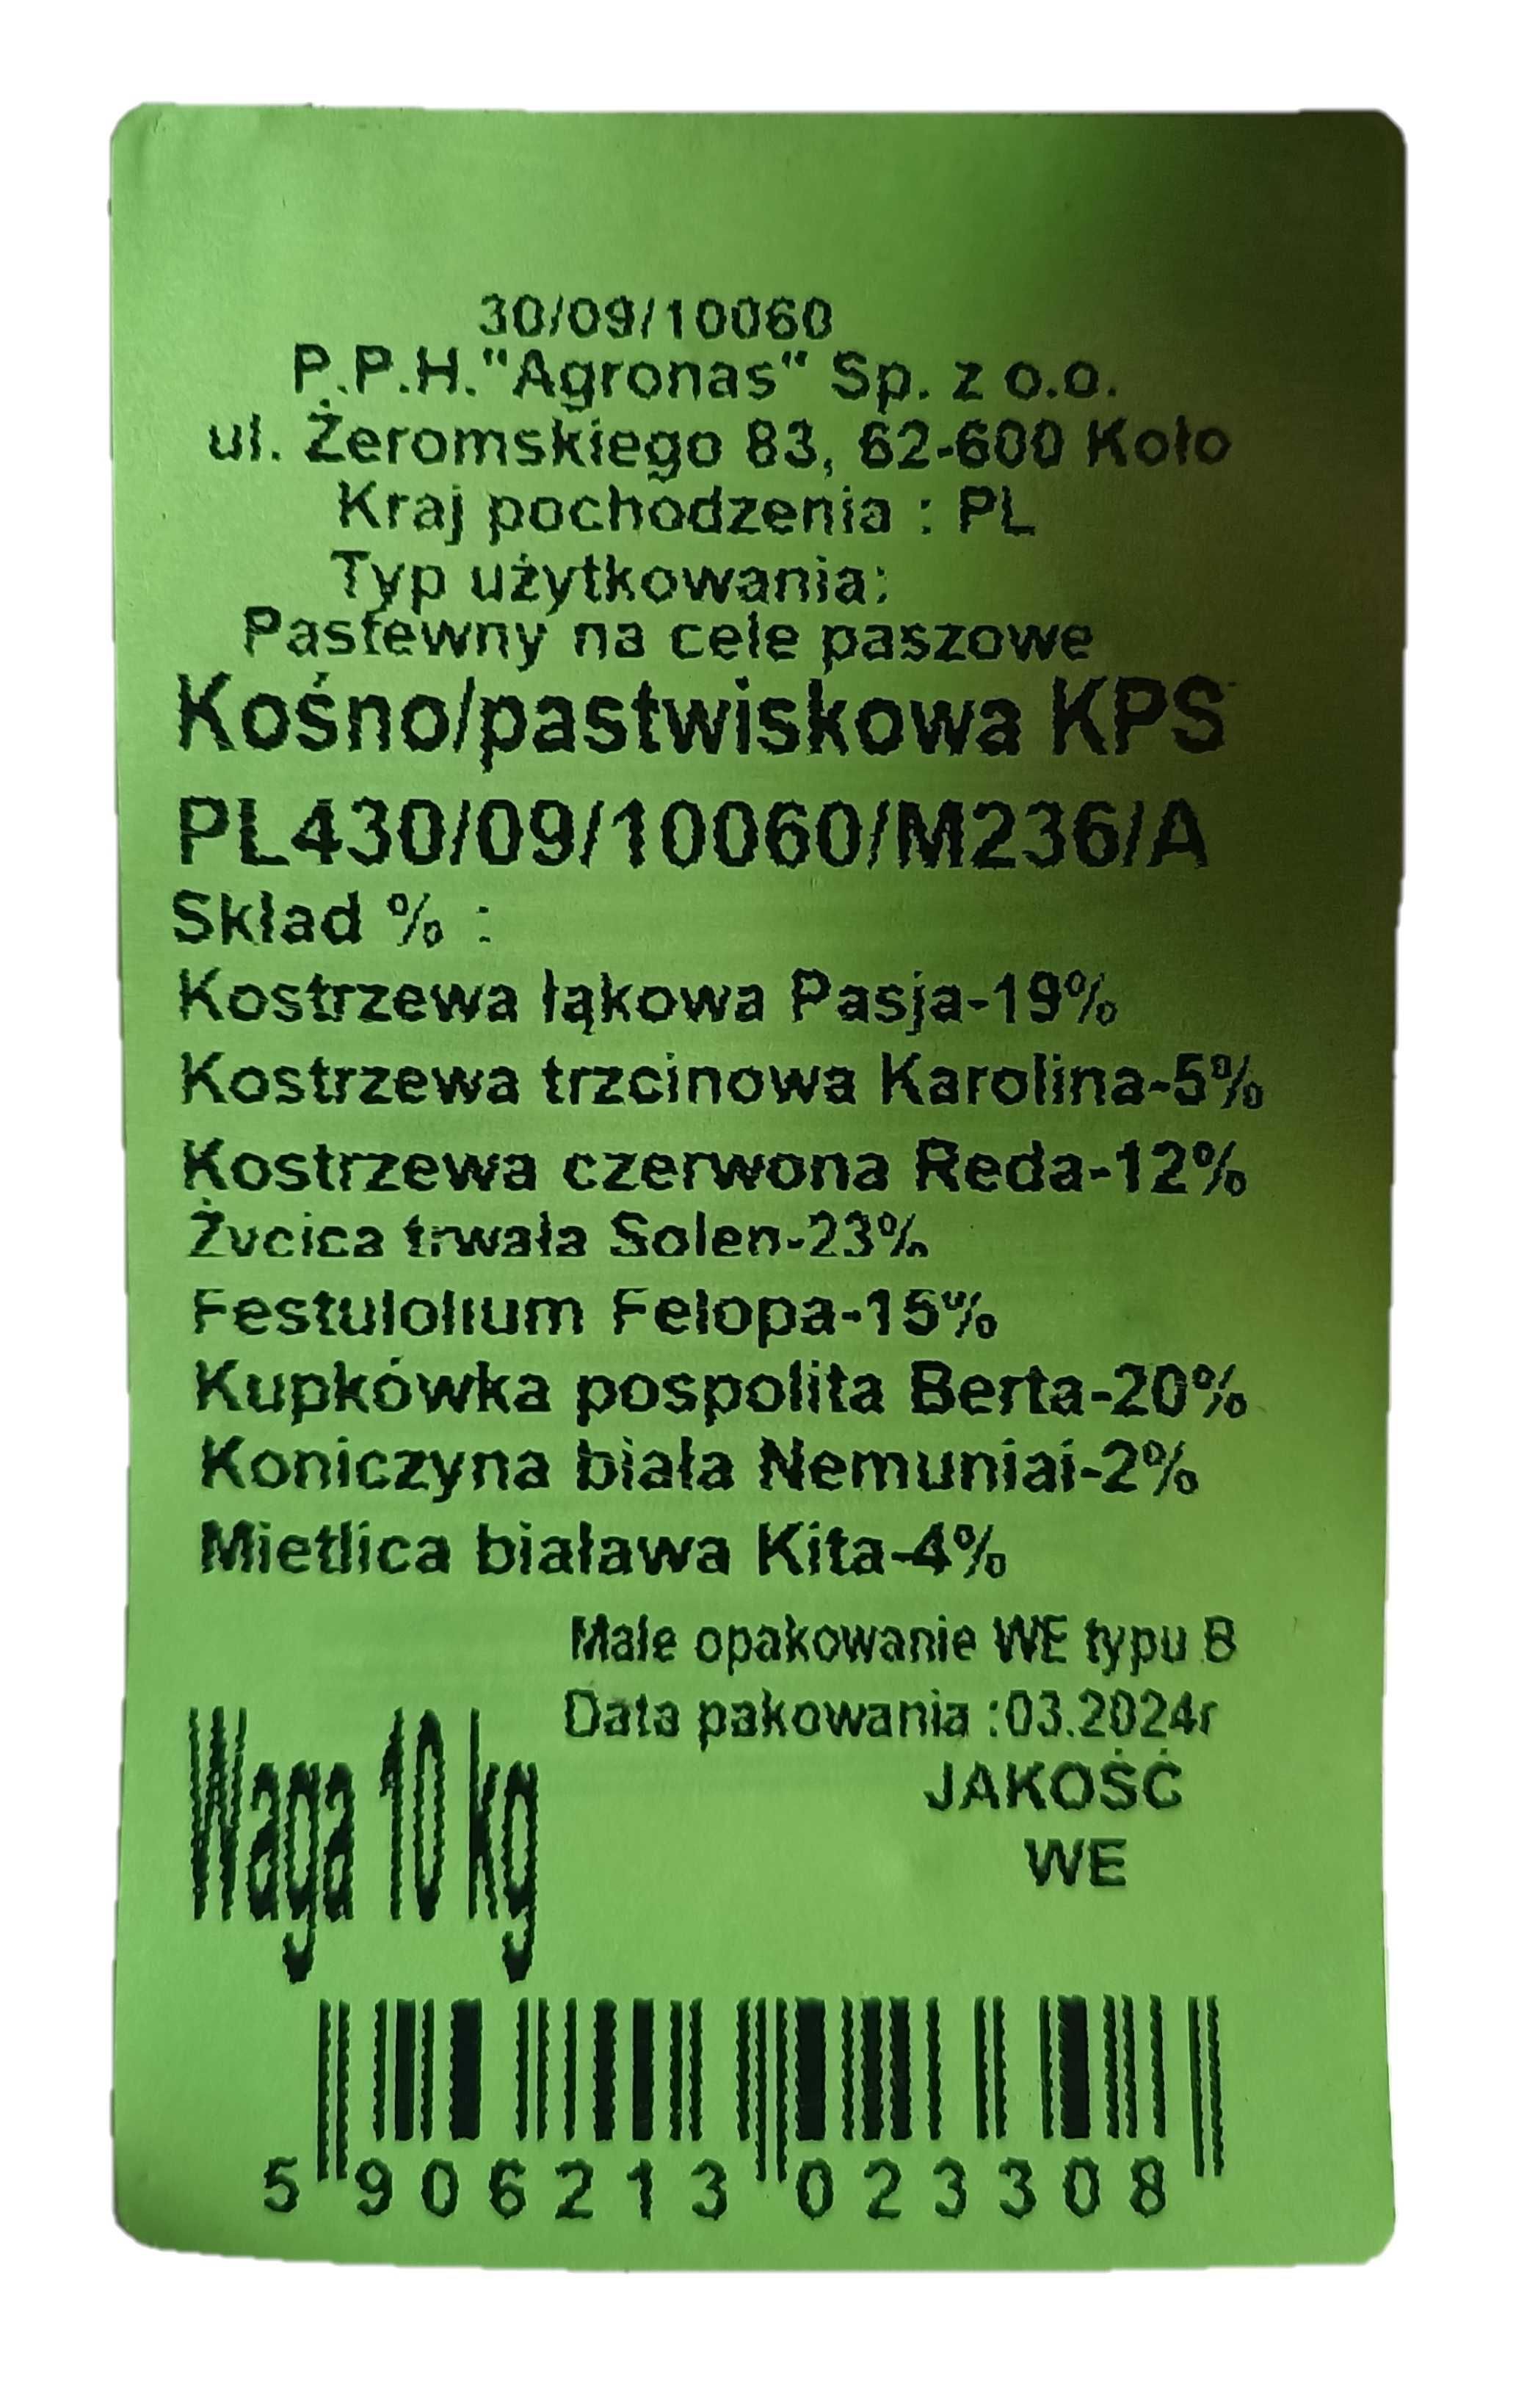 30/09/10060
P.P.H."Agronas" Sp. z o.o.
ul. Żeromskiego 83, 62-600 Koło
Kraj pochodzenia : PL
Typ użytkowania:
Pastewny na cele paszowe
Kośno/pastwiskowa KPS
PL430/09/10060/M236/A
Skład % :
Kostrzewa łąkowa Pasja-19%
Kostrzewa trzcinowa Karolina-5%
Kostrzewa czerwona Reda-12%
Życica trwała Solen-23%
Festulolium Felopa-15%
Kupkówka pospolita Berta-20%
Koniczyna biała Nemuniai-2%
Mietlica biaława Kita-4%
Małe opakowanie WE typu B
Data pakowania :03.2024r
Waga 10 kg
JAKOŚĆ
WE
5 906213 023308